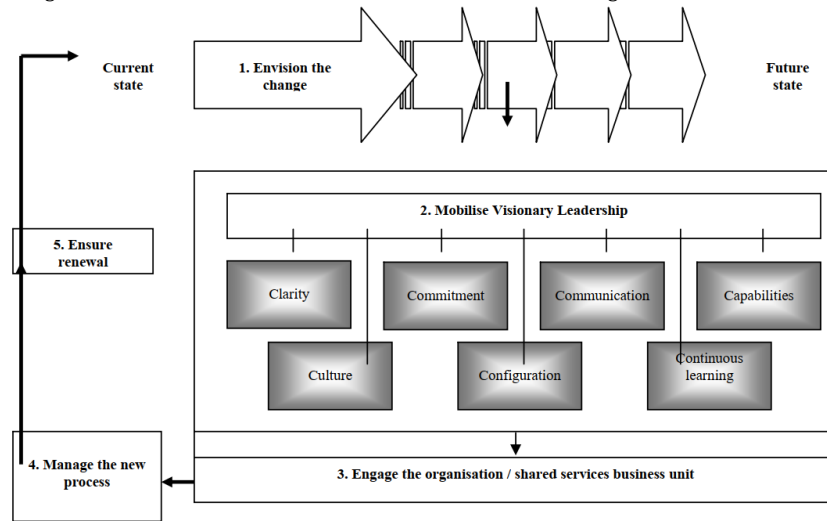 Current
state
1. Envision the
change
Future
state
2. Mobilise Visionary Leadership
5. Ensure
renewal
Clarity
Commitment
Communication
Capabilities
Culture
Configuration
Continuous
learning
4. Manage the new
process
3. Engage the organisation / shared services business unit